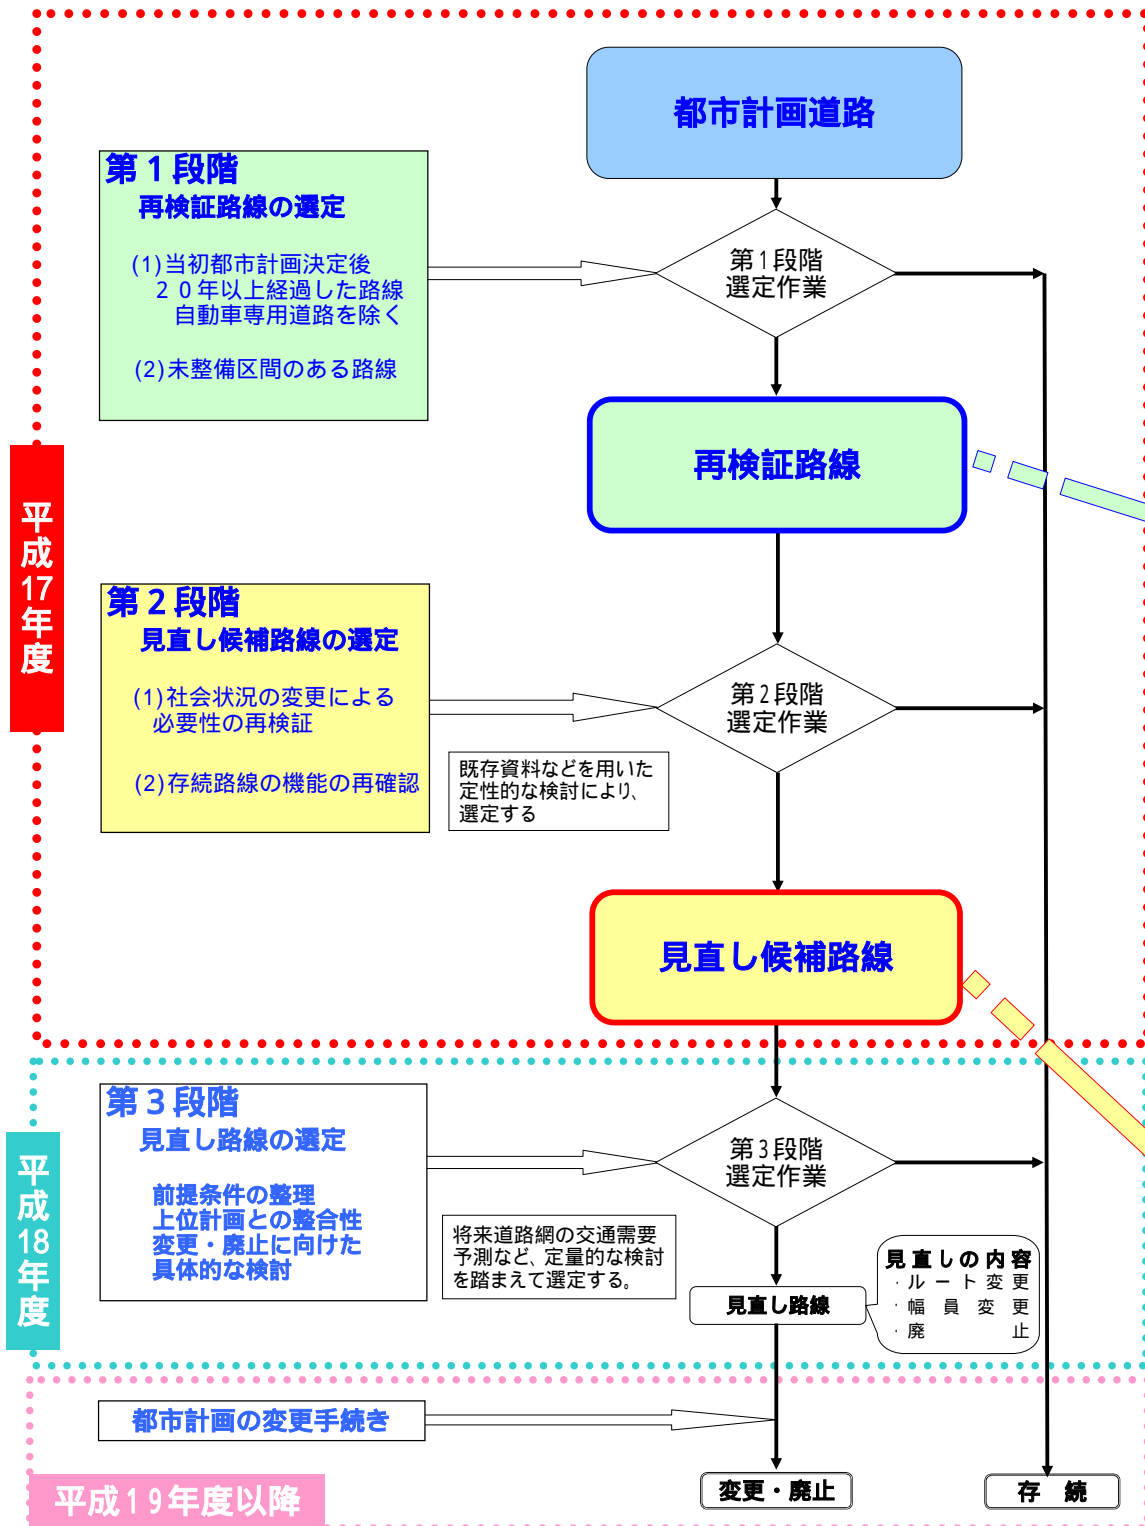 都市計画道路
第１段階
再検証路線の選定
(1)当初都市計画決定後
２０年以上経過した路線
自動車専用道路を除く
(2)未整備区間のある路線
第1段階
選定作業
再検証路線
平成17年度
第２段階
見直し候補路線の選定
(1)社会状況の変更による
必要性の再検証
(2)存続路線の機能の再確認
第2段階
選定作業
既存資料などを用いた
定性的な検討により、
選定する
見直し候補路線
平成18年度
第３段階
見直し路線の選定
前提条件の整理
上位計画との整合性
変更・廃止に向けた
具体的な検討
第3段階
選定作業
将来道路網の交通需要
予測など、定量的な検討
を踏まえて選定する。
見直しの内容
・ルート変更
・幅員変更
・廃止
見直し路線
都市計画の変更手続き
平成１９年度以降
変更・廃止
存続